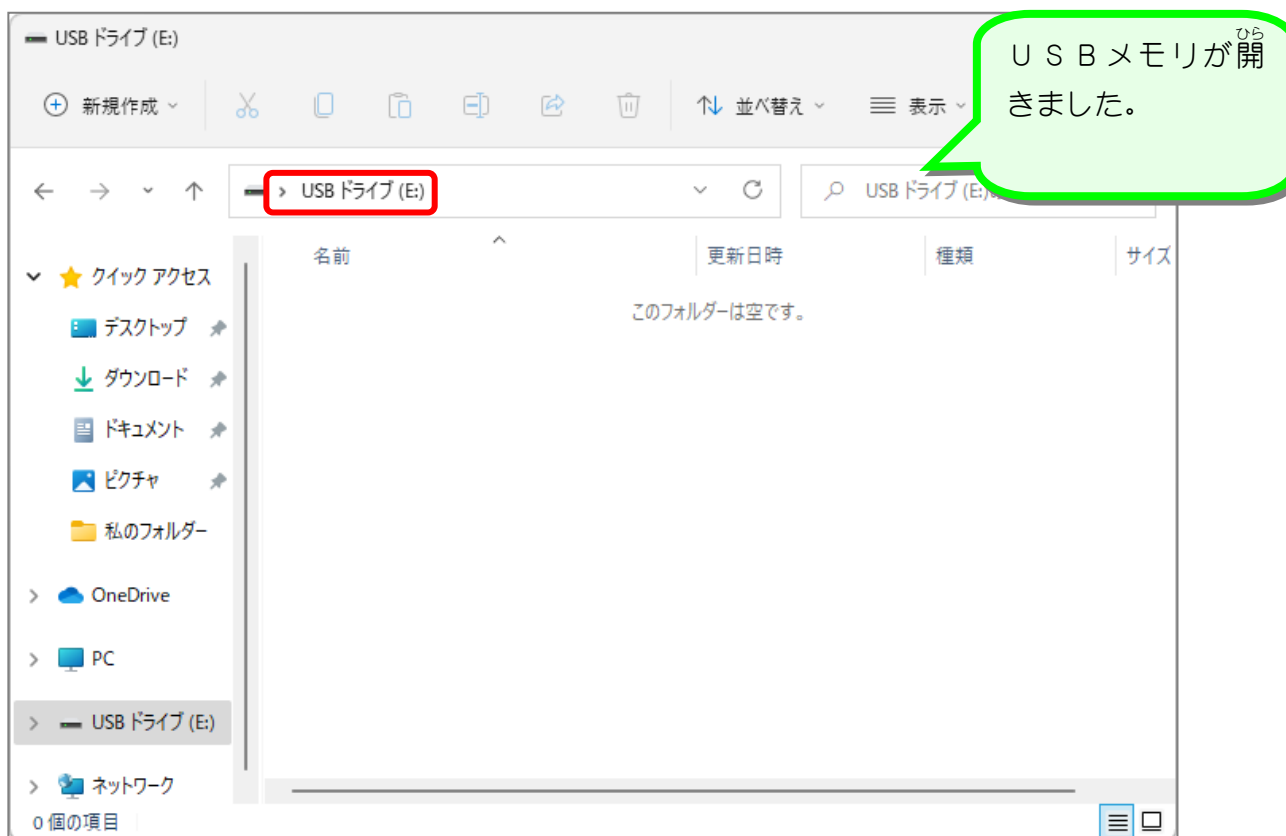 USB ドライブ (E:)
ひら
USBメモリが開
きました。
新規作成
並べ替え
表示
USB ドライブ (E:)
USB ドライブ (E:)
名前
更新日時
種類
サイズ
このフォルダーは空です。
クイック アクセス
デスクトップ
ダウンロード
ドキュメント
ピクチャ
私のフォルダー
OneDrive
PC
USB ドライブ (E:)
ネットワーク
0 個の項目